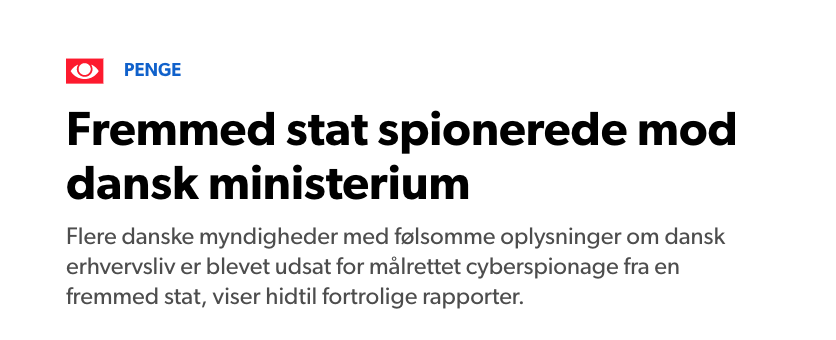 PENGE
Fremmed stat spionerede mod
dansk ministerium
Flere danske myndigheder med følsomme oplysninger om dansk
erhvervsliv er blevet udsat for målrettet cyberspionage fra en
fremmed stat, viser hidtil fortrolige rapporter.